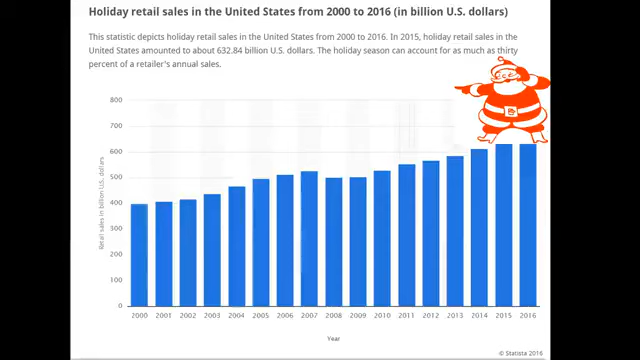 Holiday retail sales in the United States from 2000 to 2016 (in billion U.S. dollars)
This statistic depicts holiday retail sales in the United States from 2000 to 2016. In 2015, holiday retail sales in the
United States amounted to about 632.84 billion U.S. dollars. The holiday season can account for as much as thirty
percent of a retailer's annual sales.
800
700
600
500
400
300
200
100
0
Retail sales in billion U.S. dollars
2000 2001 2002 2003 2004 2005 2006 2007 2008 2009 2010 2011 2012 2013 2014 2015 2016
Year
© Statista 2016